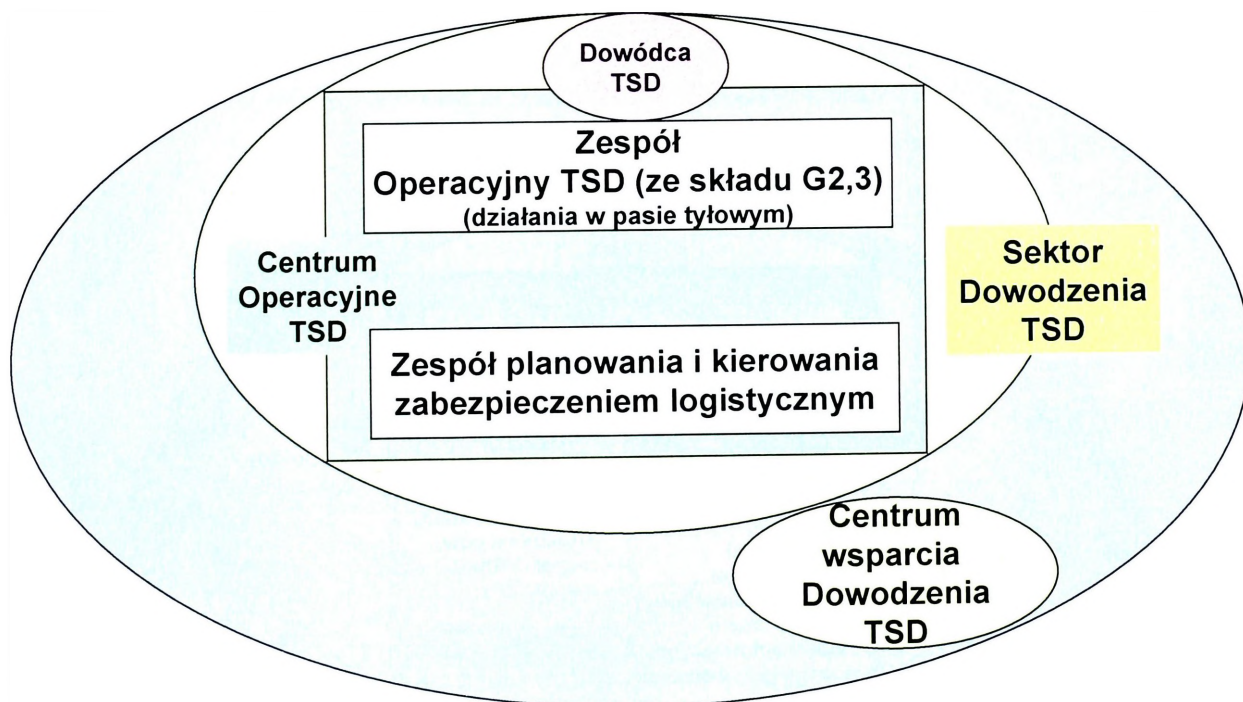 Dowódca
TSD
Zespół
Operacyjny TSD (ze składu G2,3)
(działania w pasie tyłowym)
Centrum
Operacyjne
TSD
Sektor
Dowodzenia
TSD
Zespół planowania i kierowania
zabezpieczeniem logistycznym
Centrum
wsparcia
Dowodzenia
TSD